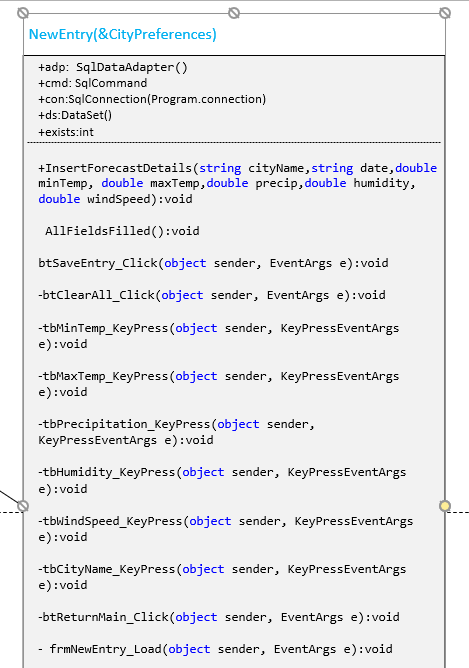 NewEntry(&CityPreferences)
+adp: SqlDataAdapter()
+cmd: SqlCommand
+con:SqlConnection(Program.connection)
+ds:DataSet()
+exists:int
+InsertForecastDetails(string cityName,string date,double
minTemp, double maxTemp,double precip,double humidity,
double windSpeed):void
AllFieldsFilled():void
btSaveEntry_Click(object sender, EventArgs e):void
-btClearAll_Click(object sender, EventArgs e):void
-tbMinTemp_KeyPress(object sender, KeyPressEventArgs
e):void
-tbMaxTemp_KeyPress(object sender, KeyPressEventArgs
e):void
-tbPrecipitation_KeyPress(object sender,
KeyPressEventArgs e):void
-tbHumidity_KeyPress(object sender, KeyPressEventArgs
e):void
-tbWindSpeed_KeyPress(object sender, KeyPressEventArgs
e):void
-tbCityName_KeyPress(object sender, KeyPressEventArgs
e):void
-btReturnMain_Click(object sender, EventArgs e):void
- frmNewEntry_Load(object sender, EventArgs e):void